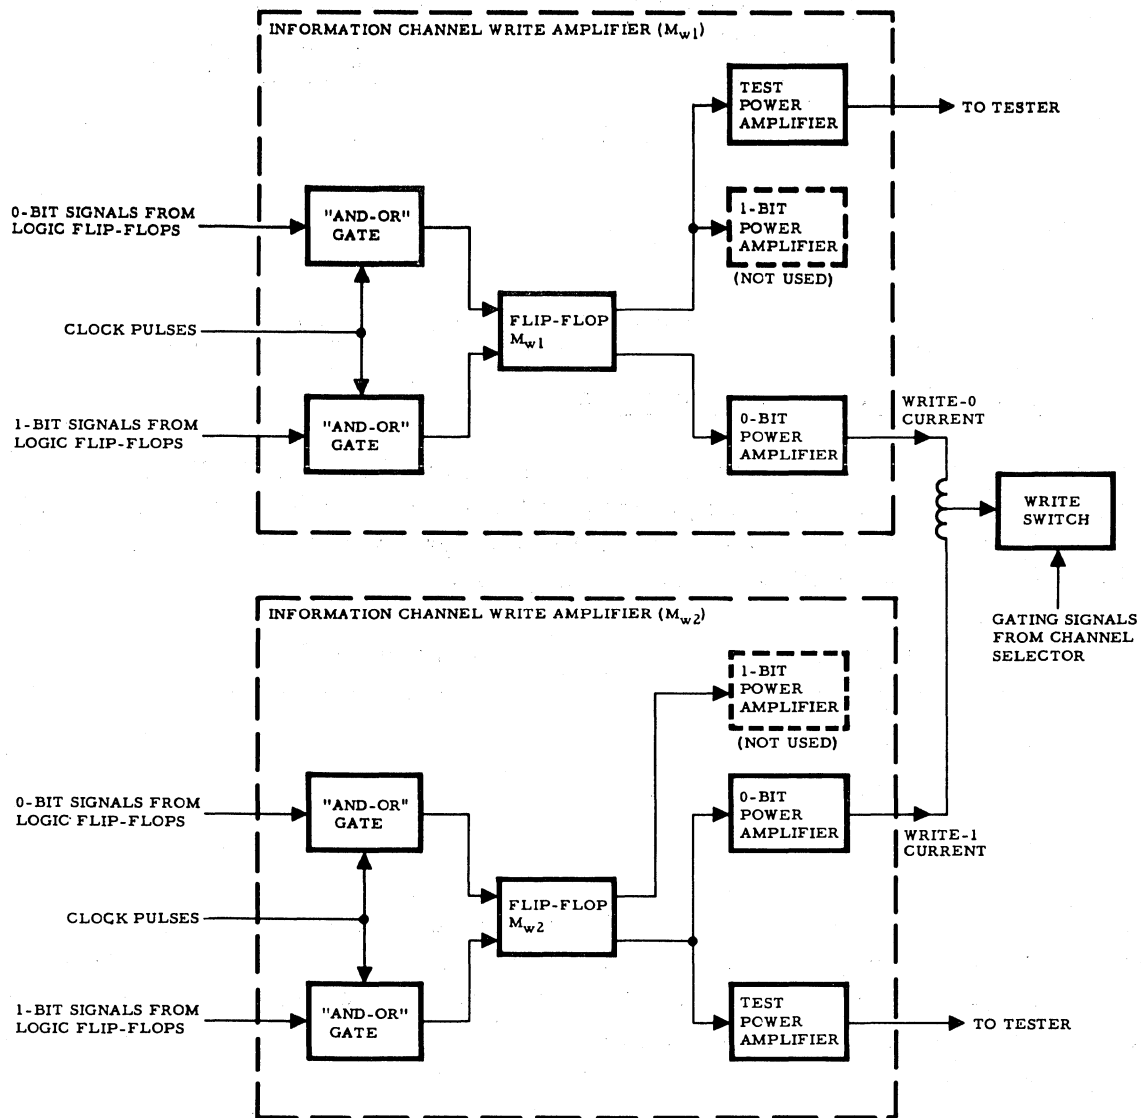 INFORMATION CHANNEL WRITE AMPLIFIER (Mw1)
TEST
POWER
AMPLIFIER
TO TESTER
0-BIT SIGNALS FROM
LOGIC FLIP-FLOPS
"AND-OR"
GATE
1-BIT
POWER
AMPLIFIER
(NOT USED)
CLOCK PULSES
FLIP-FLOP
Mw1
1-BIT SIGNALS FROM
LOGIC FLIP-FLOPS
"AND-OR"
GATE
0-BIT
POWER
AMPLIFIER
WRITE-0
CURRENT
WRITE
SWITCH
GATING SIGNALS
FROM CHANNEL
SELECTOR
INFORMATION CHANNEL WRITE AMPLIFIER (Mw2)
1-BIT
POWER
AMPLIFIER
(NOT USED)
0-BIT SIGNALS FROM
LOGIC FLIP-FLOPS
"AND-OR"
GATE
0-BIT
POWER
AMPLIFIER
WRITE-1
CURRENT
CLOCK PULSES
FLIP-FLOP
Mw2
1-BIT SIGNALS FROM
LOGIC FLIP-FLOPS
"AND-OR"
GATE
TEST
POWER
AMPLIFIER
TO TESTER